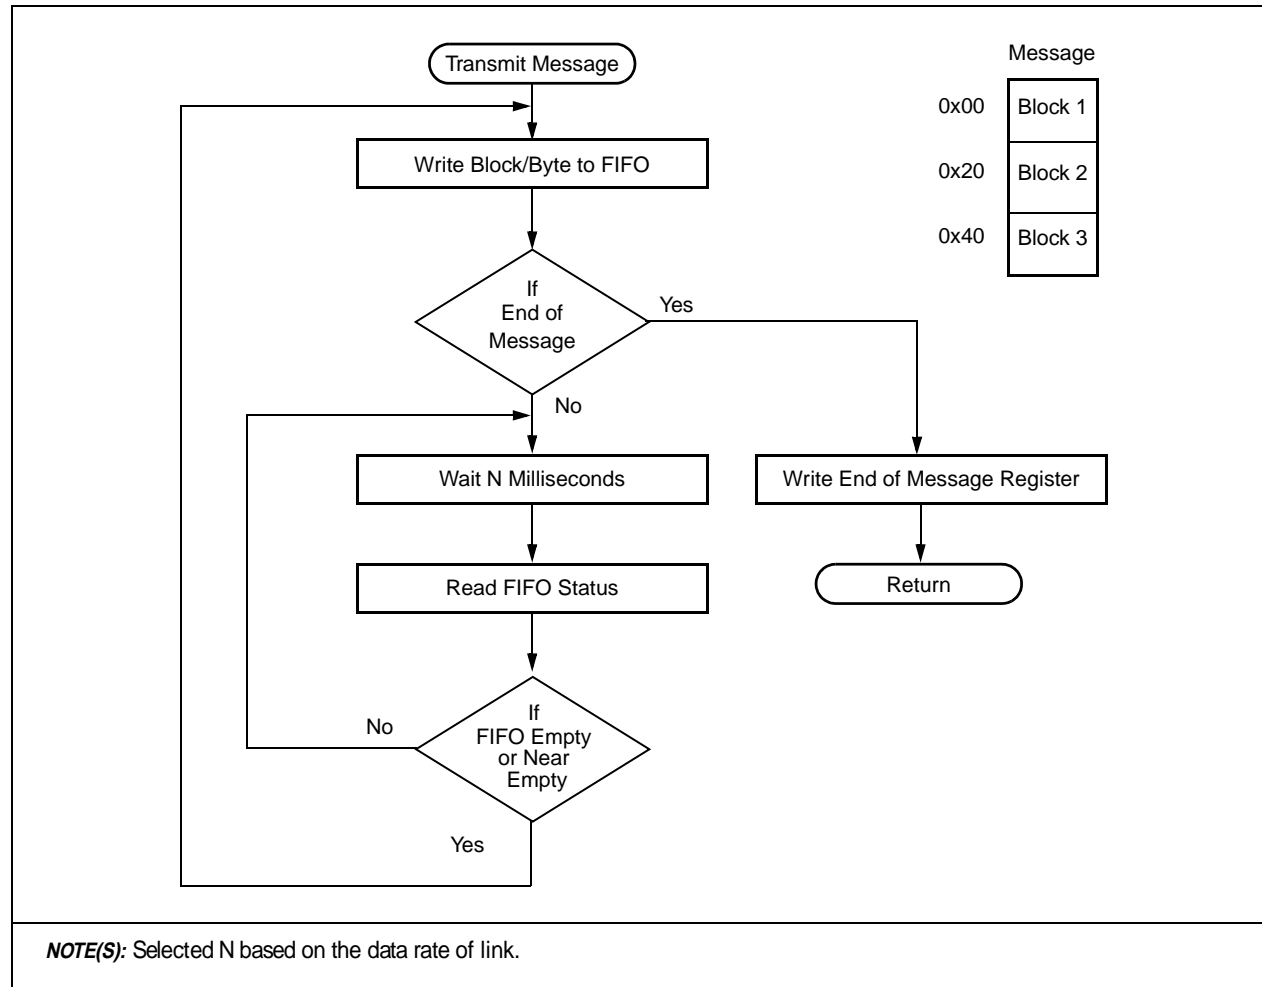 Transmit Message
Message
0x00
Block 1
Write Block/Byte to FIFO
0x20
Block 2
0x40
Block 3
If
End of
Message
Yes
No
Wait N Milliseconds
Write End of Message Register
Read FIFO Status
Return
If
FIFO Empty
or Near
Empty
No
Yes
NOTE(S): Selected N based on the data rate of link.